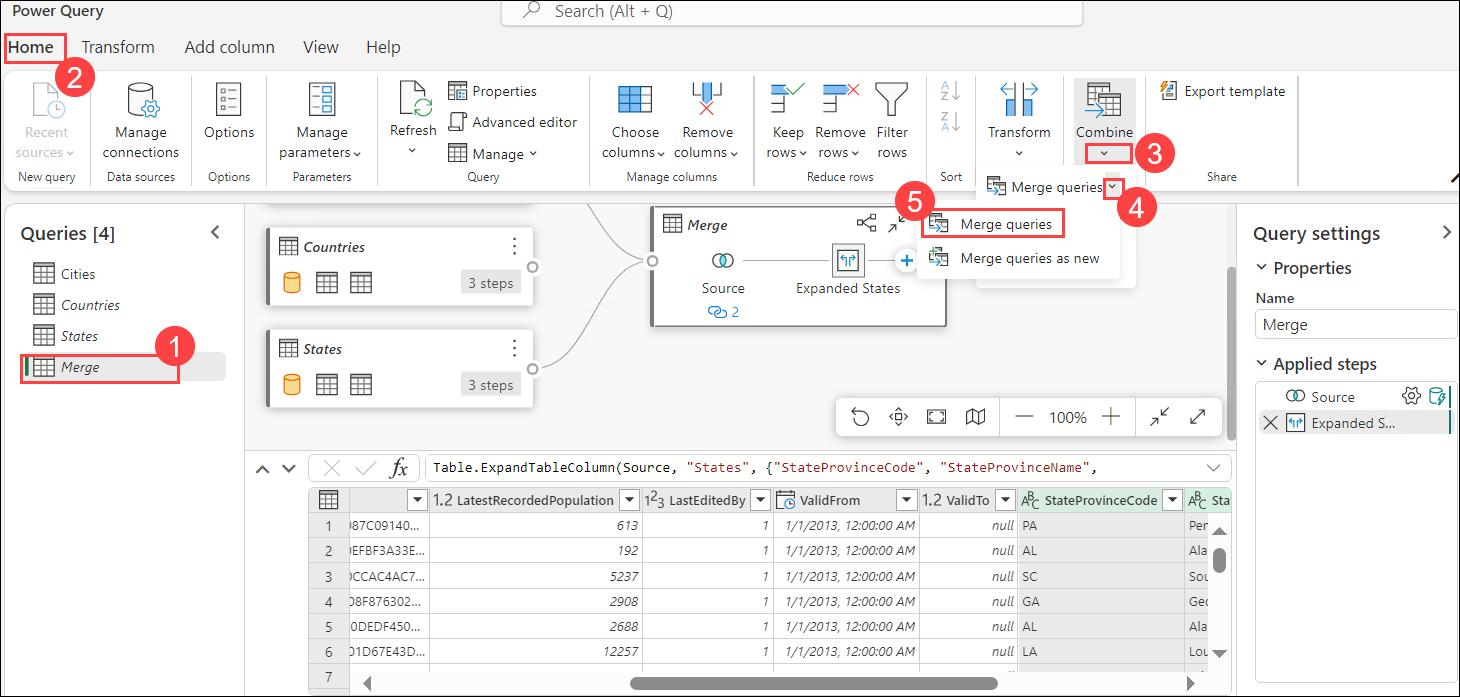 Power Query
Search (Alt + Q)
Home Transform Add column View Help
2
Recent sources
New query
Manage connections
Data sources
Options
Options
Manage parameters
Parameters
Refresh
Properties
Advanced editor
Manage
Query
Choose columns
Remove columns
Manage columns
Keep rows
Remove rows
Filter rows
Reduce rows
A
Z
Z
A
Sort
Transform
Combine
3
Export template
Share
Merge queries
4
5
Merge queries
Merge queries as new
Queries [4]
Cities
Countries
States
1
Merge
Countries
3 steps
States
3 steps
Merge
Source
2
Expanded States
100%
Query settings
Properties
Name
Merge
Applied steps
Source
Expanded S...
fx
Table.ExpandTableColumn(Source, "States", {"StateProvinceCode", "StateProvinceName",
1.2 LatestRecordedPopulation 1²3 LastEditedBy ValidFrom 1.2 ValidTo ABC StateProvinceCode ABC Sta
1 087C09140... 613 1 1/1/2013, 12:00:00 AM null PA Per
2 0EFBF3A33E... 192 1 1/1/2013, 12:00:00 AM null AL Ala
3 0CCAC4AC7... 5237 1 1/1/2013, 12:00:00 AM null SC Sou
4 08F876302... 2908 1 1/1/2013, 12:00:00 AM null GA Geo
5 0DEDF450... 2688 1 1/1/2013, 12:00:00 AM null AL Ala
6 01D67E43D... 12257 1 1/1/2013, 12:00:00 AM null LA Lou
7